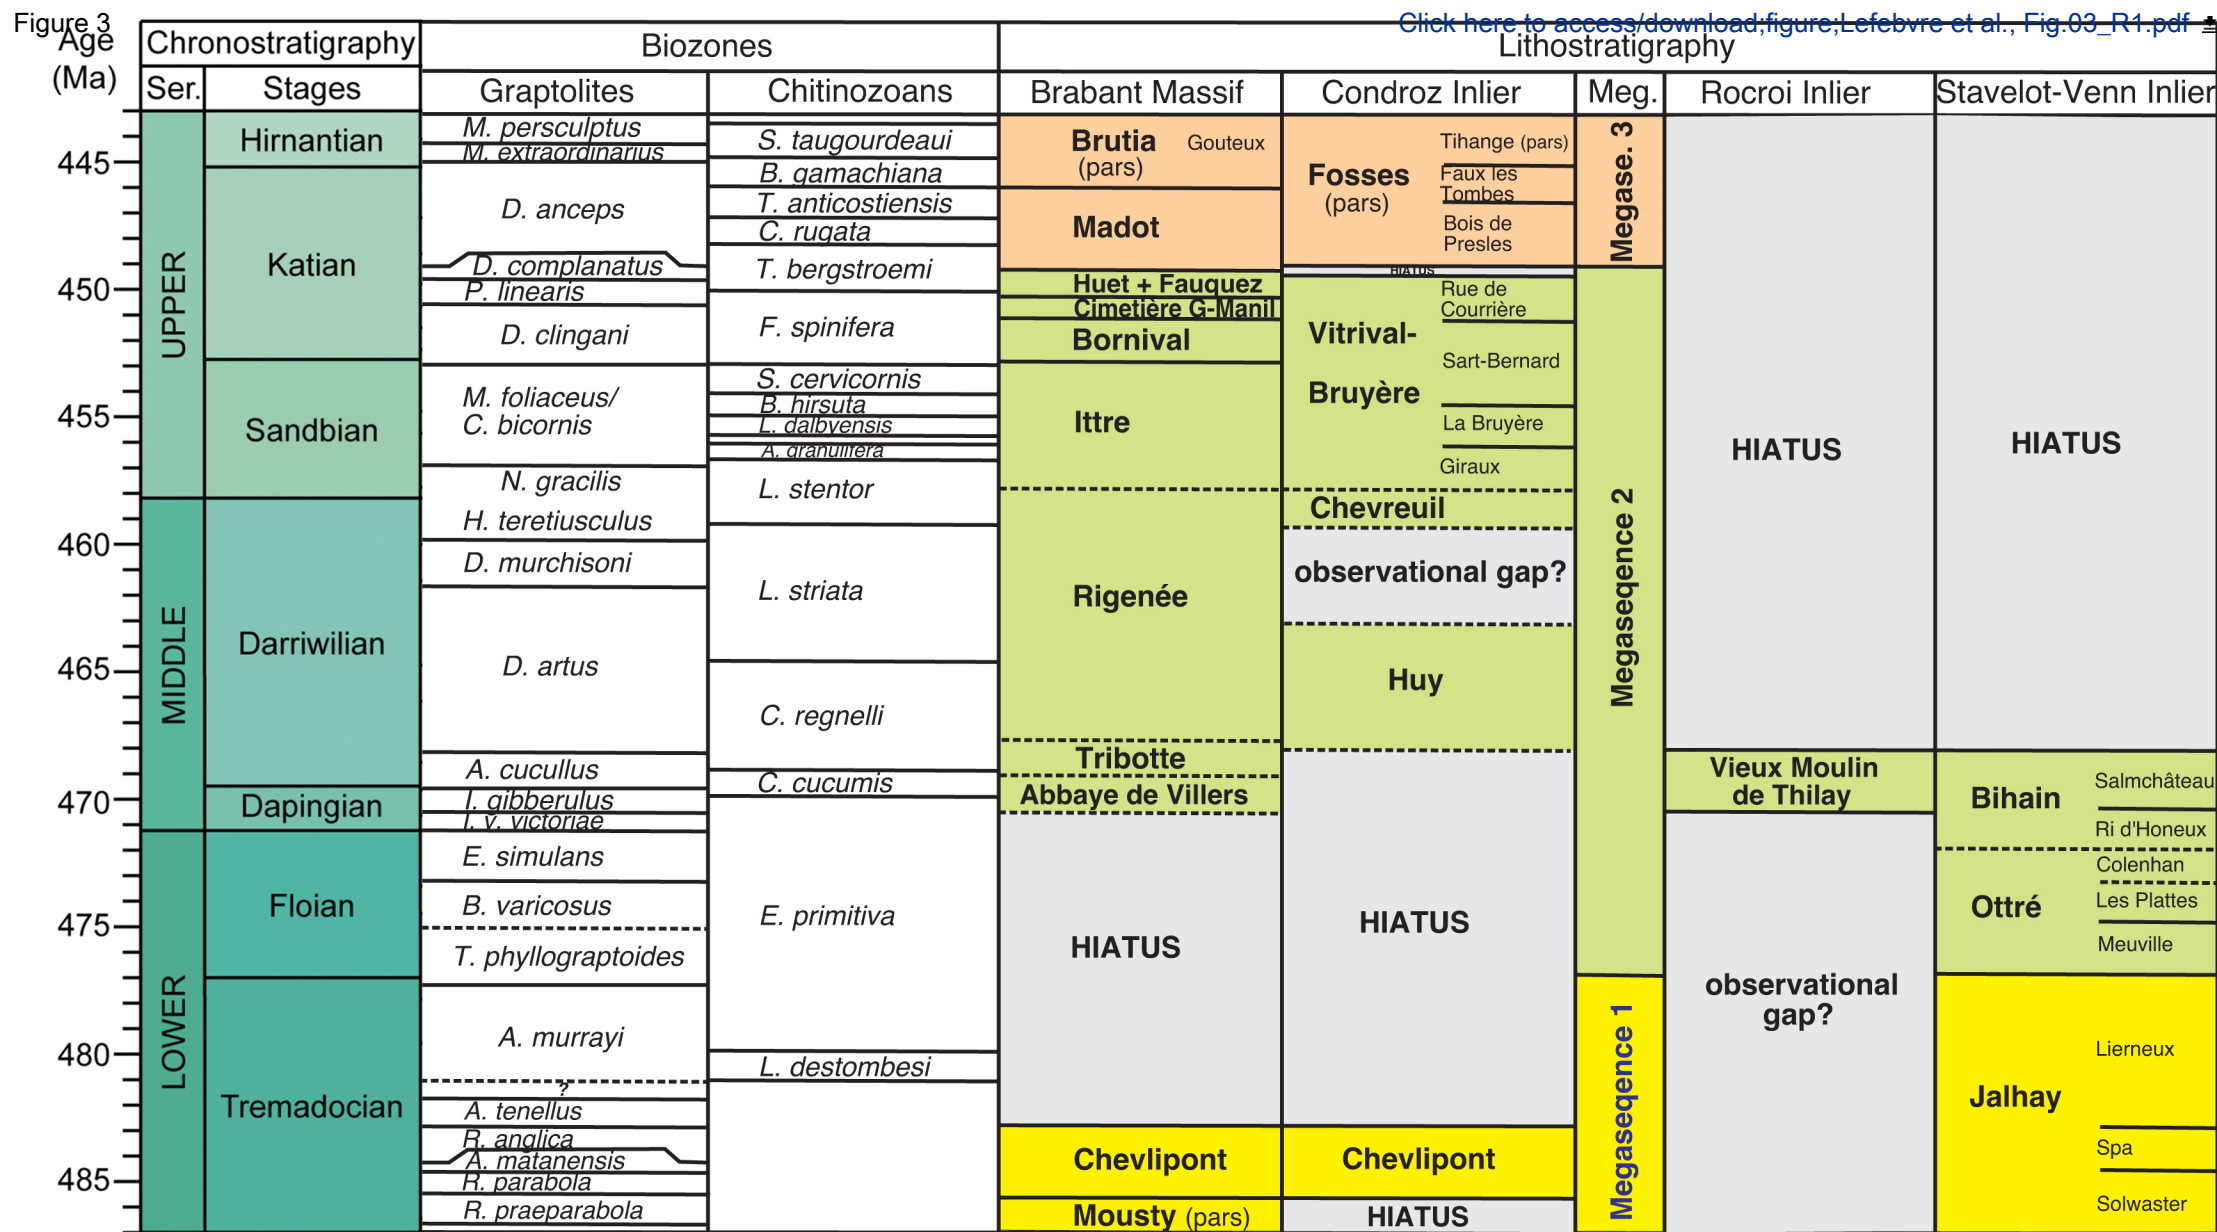 Figure 3
Click here to access/download;figure;Lefebvre et al., Fig.03_R1.pdf
Age
(Ma)
Chronostratigraphy
Biozones
Lithostratigraphy
Ser.
Stages
Graptolites
Chitinozoans
Brabant Massif
Condroz Inlier
Meg.
Rocroi Inlier
Stavelot-Venn Inlier
445
450
455
460
465
470
475
480
485
UPPER
MIDDLE
LOWER
Hirnantian
Katian
Sandbian
Darriwilian
Dapingian
Floian
Tremadocian
M. persculptus
M. extraordinarius
D. anceps
D. complanatus
P. linearis
D. clingani
M. foliaceus/
C. bicornis
N. gracilis
H. teretiusculus
D. murchisoni
D. artus
A. cucullus
I. gibberulus
I. v. victoriae
E. simulans
B. varicosus
T. phyllograptoides
A. murrayi
?
A. tenellus
R. anglica
A. matanensis
R. parabola
R. praeparabola
S. taugourdeaui
B. gamachiana
T. anticostiensis
C. rugata
T. bergstroemi
F. spinifera
S. cervicornis
B. hirsuta
L. dalbyensis
A. granulifera
L. stentor
L. striata
C. regnelli
C. cucumis
E. primitiva
L. destombesi
Brutia Gouteux
(pars)
Madot
Huet + Fauquez
Cimetière G-Manil
Bornival
Ittre
Rigenée
Tribotte
Abbaye de Villers
HIATUS
Chevlipont
Mousty (pars)
Fosses
(pars)
Tihange (pars)
Faux les
Tombes
Bois de
Presles
HIATUS
Vitrival-
Bruyère
Rue de
Courrière
Sart-Bernard
La Bruyère
Giraux
Chevreuil
observational gap?
Huy
HIATUS
Chevlipont
HIATUS
Megase. 3
Megaseqence 2
Megaseqence 1
HIATUS
Vieux Moulin
de Thilay
observational
gap?
HIATUS
Bihain
Salmchâteau
Ri d'Honeux
Ottré
Colenhan
Les Plattes
Meuville
Jalhay
Lierneux
Spa
Solwaster